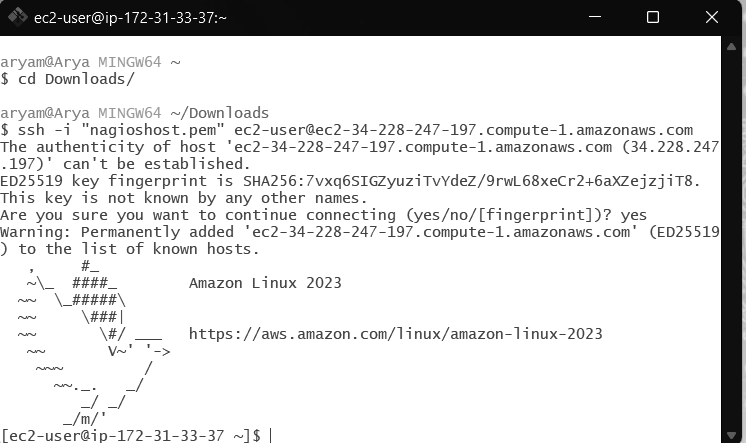 ec2-user@ip-172-31-33-37:~
aryam@Arya MINGW64 ~
$ cd Downloads/
aryam@Arya MINGW64 ~/Downloads
$ ssh -i "nagioshost.pem" ec2-user@ec2-34-228-247-197.compute-1.amazonaws.com
The authenticity of host 'ec2-34-228-247-197.compute-1.amazonaws.com (34.228.247
.197)' can't be established.
ED25519 key fingerprint is SHA256:7vxq6SIGZyuziTvYdeZ/9rwL68xeCr2+6aXZejzjiT8.
This key is not known by any other names.
Are you sure you want to continue connecting (yes/no/[fingerprint])? yes
Warning: Permanently added 'ec2-34-228-247-197.compute-1.amazonaws.com' (ED25519
) to the list of known hosts.
   ,     #_
   ~\_  ####_        Amazon Linux 2023
  ~~  \_#####\
  ~~     \###|
  ~~       \#/ ___   https://aws.amazon.com/linux/amazon-linux-2023
   ~~       V~' '->
    ~~~         /
      ~~._.   _/
         _/ _/
       _/m/'
[ec2-user@ip-172-31-33-37 ~]$